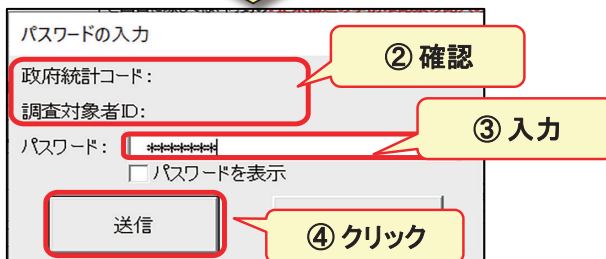 パスワードの入力
② 確認
政府統計コード：
調査対象者ID：
③ 入力
パスワード： ********
パスワードを表示
送信
④ クリック